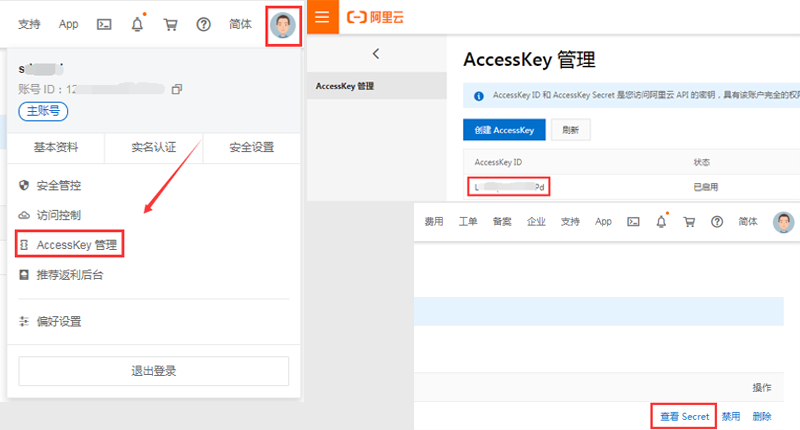 支持 App 简体
账号 ID：12
主账号
基本资料 实名认证 安全设置
安全管控
访问控制
AccessKey 管理
推荐返利后台
偏好设置
退出登录
阿里云
AccessKey 管理
AccessKey 管理
AccessKey ID 和 AccessKey Secret 是您访问阿里云 API 的密钥，具有该账户完全的权限
创建 AccessKey 刷新
AccessKey ID 状态
已启用
费用 工单 备案 企业 支持 App 简体
操作
查看 Secret 禁用 删除